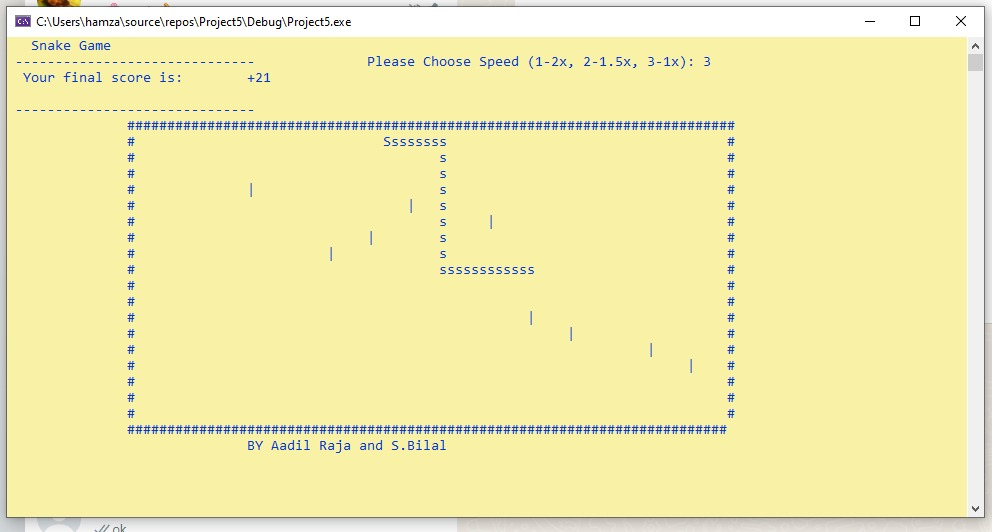 C:\Users\hamza\source\repos\Project5\Debug\Project5.exe
Snake Game
------------------------------ Please Choose Speed (1-2x, 2-1.5x, 3-1x): 3
Your final score is: +21
------------------------------
############################################################################
# Ssssssss #
# s #
# s #
# | s #
# | s #
# s | #
# | s #
# | s #
# ssssssssssss #
# #
# #
# | #
# | #
# | #
# | #
# #
# #
# #
###########################################################################
BY Aadil Raja and S.Bilal
ok